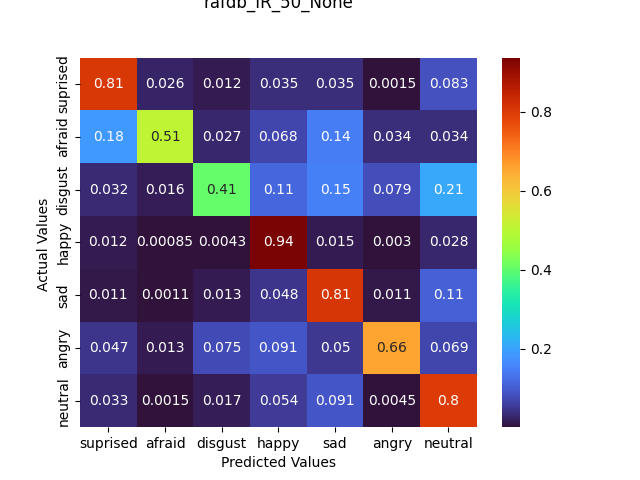 rafdb_IR_50_None
Actual Values
suprised 0.81 0.026 0.012 0.035 0.035 0.0015 0.083
afraid 0.18 0.51 0.027 0.068 0.14 0.034 0.034
disgust 0.032 0.016 0.41 0.11 0.15 0.079 0.21
happy 0.012 0.00085 0.0043 0.94 0.015 0.003 0.028
sad 0.011 0.0011 0.013 0.048 0.81 0.011 0.11
angry 0.047 0.013 0.075 0.091 0.05 0.66 0.069
neutral 0.033 0.0015 0.017 0.054 0.091 0.0045 0.8
suprised afraid disgust happy sad angry neutral
Predicted Values
0.8
0.6
0.4
0.2